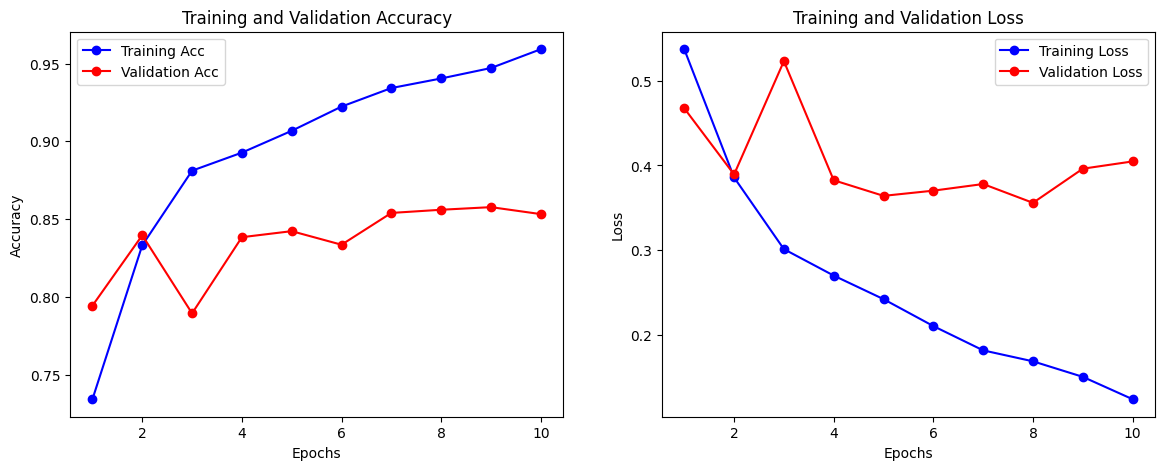 Training and Validation Accuracy
Training Acc
Validation Acc
0.95
0.90
0.85
0.80
0.75
Accuracy
2 4 6 8 10
Epochs
Training and Validation Loss
Training Loss
Validation Loss
0.5
0.4
0.3
0.2
Loss
2 4 6 8 10
Epochs